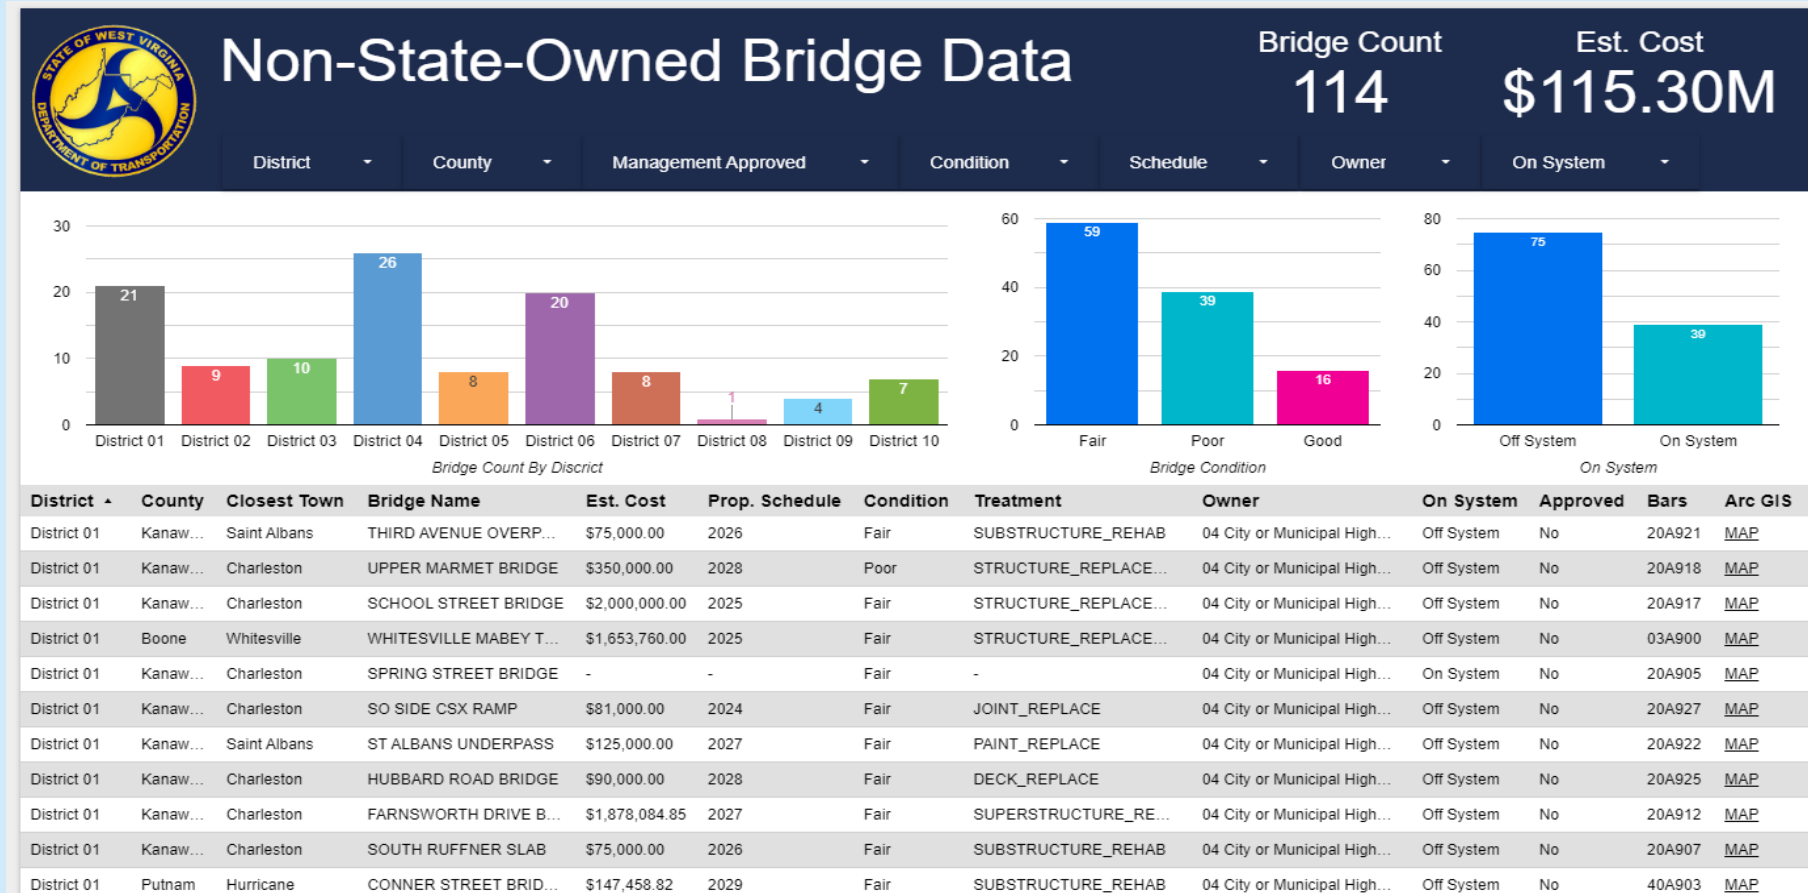 STATE OF WEST VIRGINIA
DEPARTMENT OF TRANSPORTATION
Non-State-Owned Bridge Data
Bridge Count
114
Est. Cost
$115.30M
District County Management Approved Condition Schedule Owner On System
30
20
10
0
21
9
10
26
8
20
8
1
4
7
District 01 District 02 District 03 District 04 District 05 District 06 District 07 District 08 District 09 District 10
Bridge Count By Discrict
60
40
20
0
59
39
16
Fair Poor Good
Bridge Condition
80
60
40
20
0
75
39
Off System On System
On System
District County Closest Town Bridge Name Est. Cost Prop. Schedule Condition Treatment Owner On System Approved Bars Arc GIS
District 01 Kanaw... Saint Albans THIRD AVENUE OVERP... $75,000.00 2026 Fair SUBSTRUCTURE_REHAB 04 City or Municipal High... Off System No 20A921 MAP
District 01 Kanaw... Charleston UPPER MARMET BRIDGE $350,000.00 2028 Poor STRUCTURE_REPLACE... 04 City or Municipal High... Off System No 20A918 MAP
District 01 Kanaw... Charleston SCHOOL STREET BRIDGE $2,000,000.00 2025 Fair STRUCTURE_REPLACE... 04 City or Municipal High... Off System No 20A917 MAP
District 01 Boone Whitesville WHITESVILLE MABEY T... $1,653,760.00 2025 Fair STRUCTURE_REPLACE... 04 City or Municipal High... Off System No 03A900 MAP
District 01 Kanaw... Charleston SPRING STREET BRIDGE - - Fair - 04 City or Municipal High... On System No 20A905 MAP
District 01 Kanaw... Charleston SO SIDE CSX RAMP $81,000.00 2024 Fair JOINT_REPLACE 04 City or Municipal High... Off System No 20A927 MAP
District 01 Kanaw... Saint Albans ST ALBANS UNDERPASS $125,000.00 2027 Fair PAINT_REPLACE 04 City or Municipal High... Off System No 20A922 MAP
District 01 Kanaw... Charleston HUBBARD ROAD BRIDGE $90,000.00 2028 Fair DECK_REPLACE 04 City or Municipal High... Off System No 20A925 MAP
District 01 Kanaw... Charleston FARNSWORTH DRIVE B... $1,878,084.85 2027 Fair SUPERSTRUCTURE_RE... 04 City or Municipal High... Off System No 20A912 MAP
District 01 Kanaw... Charleston SOUTH RUFFNER SLAB $75,000.00 2026 Fair SUBSTRUCTURE_REHAB 04 City or Municipal High... Off System No 20A907 MAP
District 01 Putnam Hurricane CONNER STREET BRID... $147,458.82 2029 Fair SUBSTRUCTURE_REHAB 04 City or Municipal High... Off System No 40A903 MAP